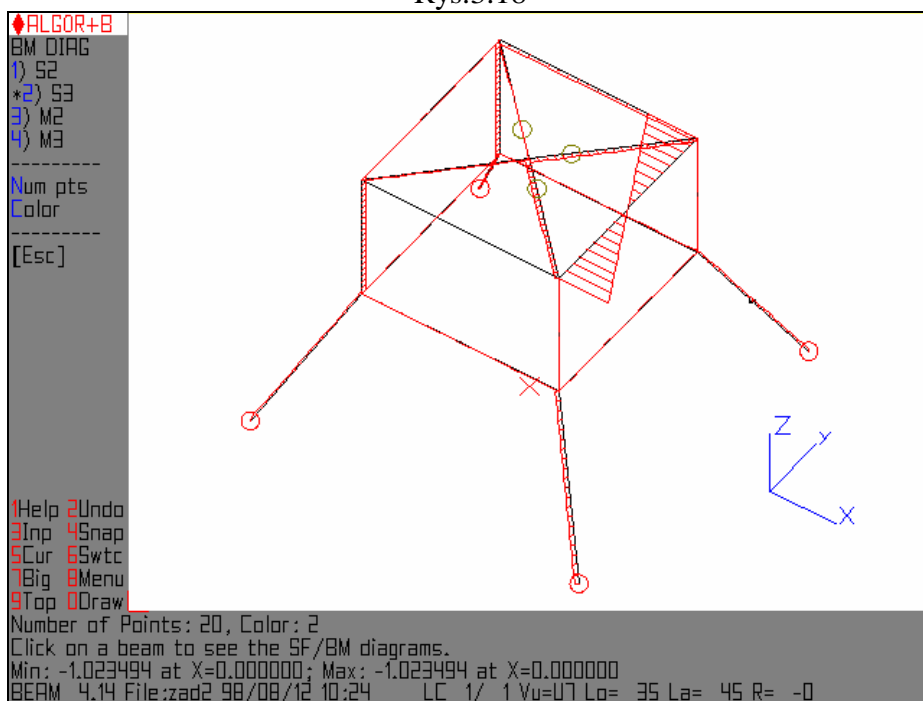 Rys.5.18
ALGOR+B
BM DIAG
1) S2
*2) S3
3) M2
4) M3
---------
Num pts
Color
---------
[Esc]
Z
y
X
1Help 2Undo
3Inp 4Snap
5Cur 6Swtc
7Big 8Menu
9Top 0Draw
Number of Points: 20, Color: 2
Click on a beam to see the SF/BM diagrams.
Min: -1.023494 at X=0.000000; Max: -1.023494 at X=0.000000
BEAM 4.14 File:zad2 98/08/12 10:24 LC 1/ 1 Vu=U7 Lo= 35 La= 45 R= -0